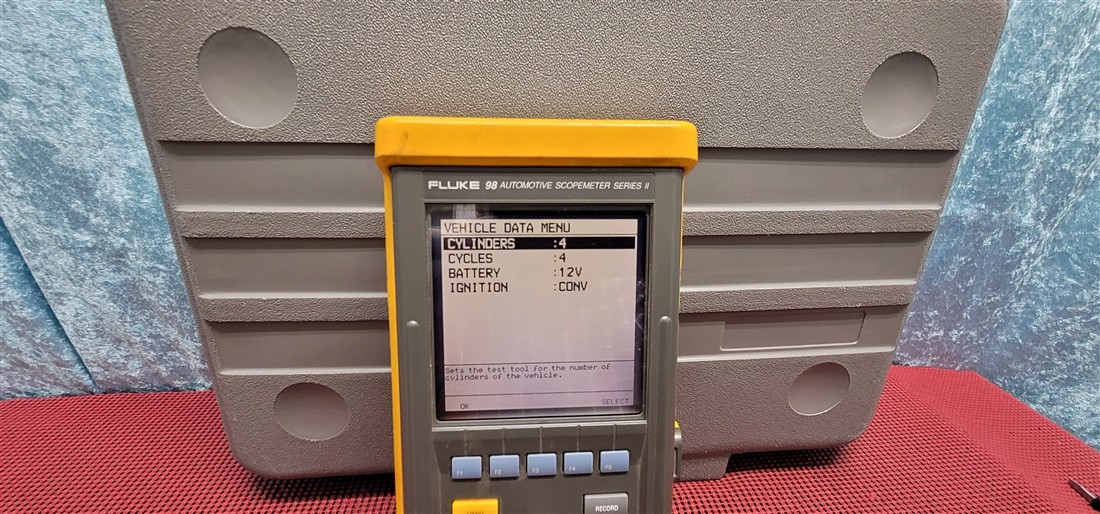 FLUKE 98 AUTOMOTIVE SCOPEMETER SERIES II
VEHICLE DATA MENU
CYLINDERS :4
CYCLES :4
BATTERY :12V
IGNITION :CONV
Sets the test tool for the number of
cylinders of the vehicle.
OK SELECT
F1 F2 F3 F4 F5
RECORD